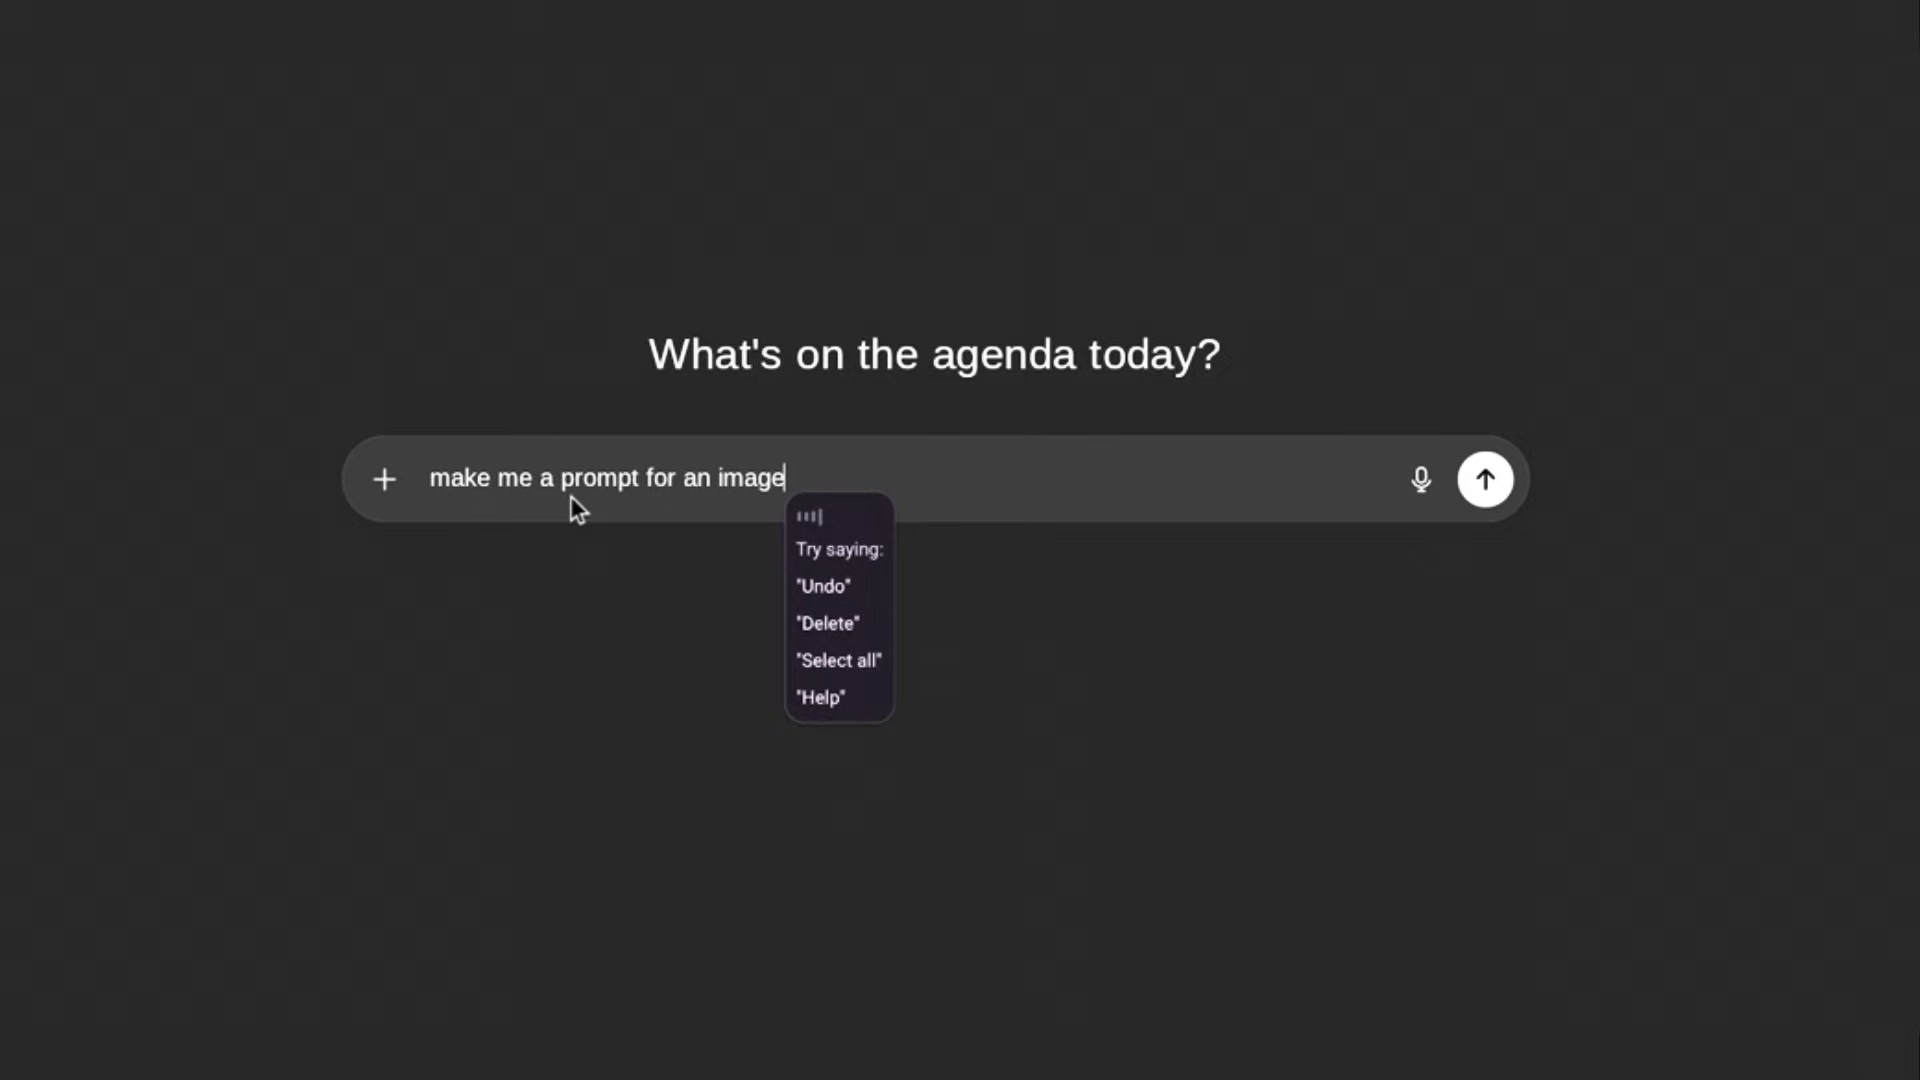 What's on the agenda today?
make me a prompt for an image
Try saying:
"Undo"
"Delete"
"Select all"
"Help"